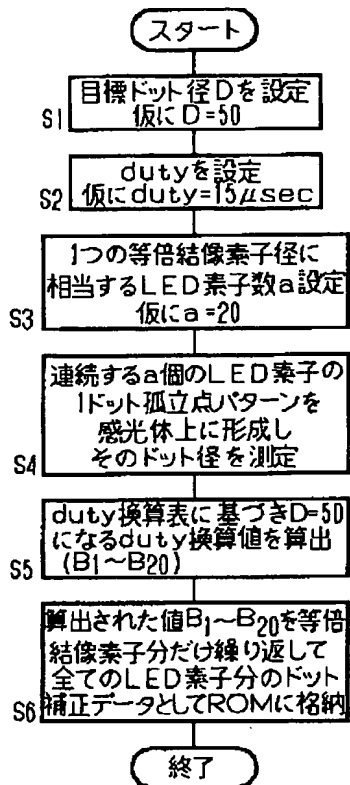 スタート
目標ドット径Dを設定
仮にD=50
S1
dutyを設定
仮にduty=15μsec
S2
1つの等倍結像素子径に
相当するLED素子数a設定
仮にa=20
S3
連続するa個のLED素子の
1ドット孤立点パターンを
感光体上に形成し
そのドット径を測定
S4
duty換算表に基づきD=50
になるduty換算値を算出
(B1~B20)
S5
算出された値B1~B20を等倍
結像素子分だけ繰り返して
全てのLED素子分のドット
補正データとしてROMに格納
S6
終了